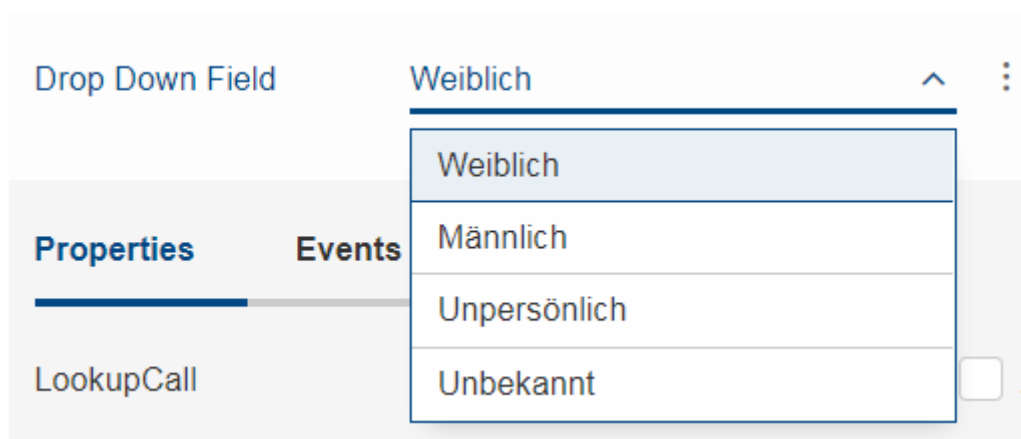 Drop Down Field Weiblich
Weiblich
Männlich
Properties Events
Unpersönlich
LookupCall
Unbekannt